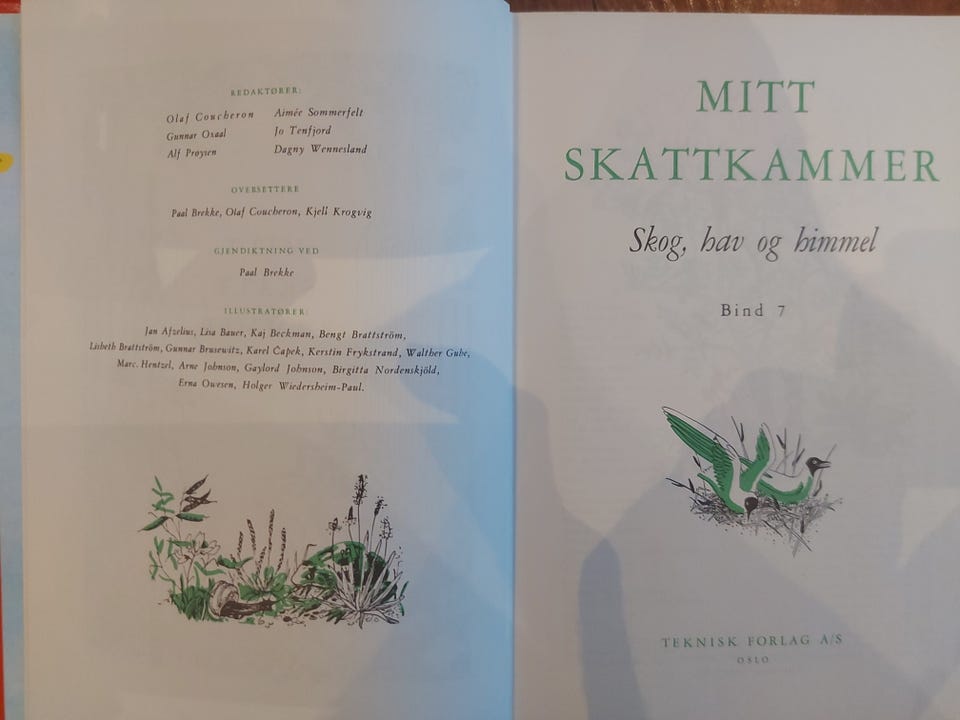 REDAKTØRER:
Olaf Coucheron Aimée Sommerfelt
Gunnar Oxaal Jo Tenfjord
Alf Prøysen Dagny Wennesland
OVERSETTERE
Paal Brekke, Olaf Coucheron, Kjell Krogvig
GJENDIKTNING VED
Paal Brekke
ILLUSTRATØRER:
Jan Afzelius, Lisa Bauer, Kaj Beckman, Bengt Brattström,
Lisbeth Brattström, Gunnar Brusewitz, Karel Čapek, Kerstin Frykstrand, Walther Gube,
Marc. Hentzel, Arne Johnson, Gaylord Johnson, Birgitta Nordenskjöld,
Erna Owesen, Holger Wiedersheim-Paul.
MITT
SKATTKAMMER
Skog, hav og himmel
Bind 7
TEKNISK FORLAG A/S
OSLO